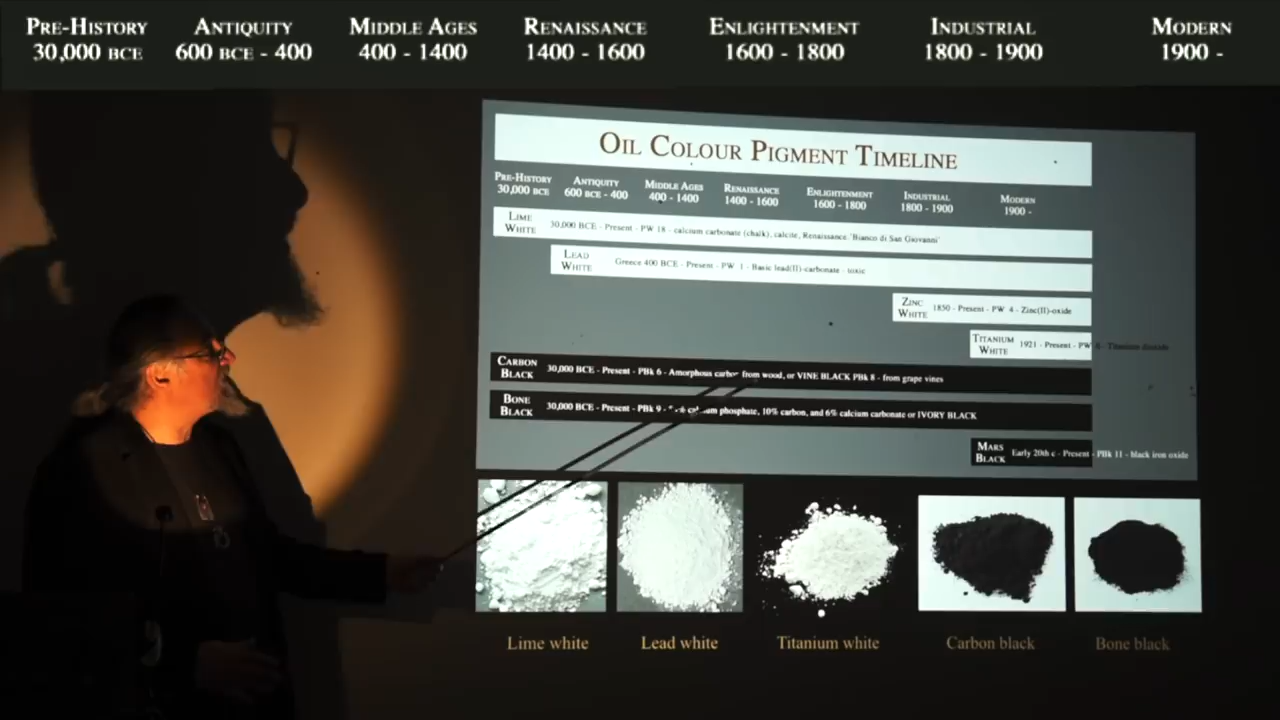 PRE-HISTORY ANTIQUITY MIDDLE AGES RENAISSANCE ENLIGHTENMENT INDUSTRIAL MODERN
30,000 BCE 600 BCE - 400 400 - 1400 1400 - 1600 1600 - 1800 1800 - 1900 1900 -
OIL COLOUR PIGMENT TIMELINE
PRE-HISTORY ANTIQUITY MIDDLE AGES RENAISSANCE ENLIGHTENMENT INDUSTRIAL MODERN
30,000 BCE 600 BCE - 400 400 - 1400 1400 - 1600 1600 - 1800 1800 - 1900 1900 -
LIME WHITE 30,000 BCE - Present - PW 18 - calcium carbonate (chalk), calcite, Renaissance 'Bianco di San Giovanni'
LEAD WHITE Greece 400 BCE - Present - PW 1 - Basic lead(II)-carbonate - toxic
ZINC WHITE 1850 - Present - PW 4 - Zinc(II)-oxide
TITANIUM WHITE 1921 - Present - PW 6 - Titanium dioxide
CARBON BLACK 30,000 BCE - Present - PBk 6 - Amorphous carbon from wood, or VINE BLACK PBk 8 - from grape vines
BONE BLACK 30,000 BCE - Present - PBk 9 - phosphate, 10% carbon, and 6% calcium carbonate or IVORY BLACK
MARS BLACK Early 20th c - Present - PBk 11 - black iron oxide
Lime white Lead white Titanium white Carbon black Bone black